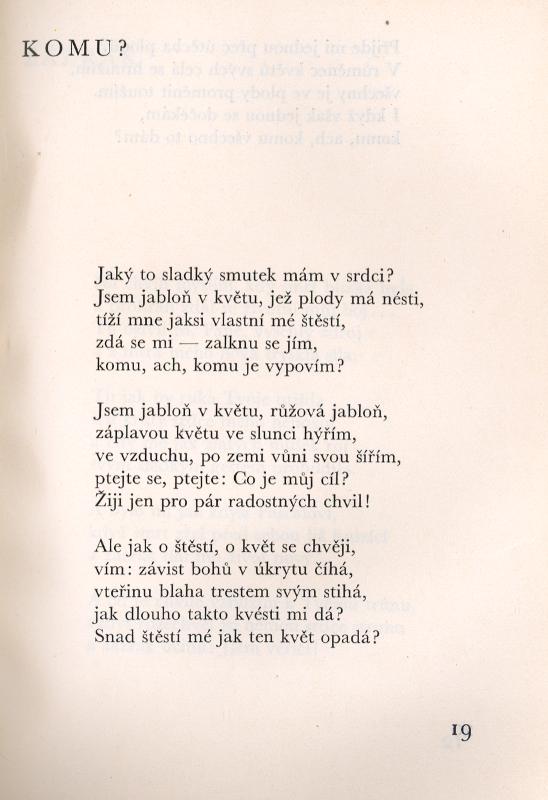 KOMU?
Jaký to sladký smutek mám v srdci?
Jsem jabloň v květu, jež plody má nésti,
tíží mne jaksi vlastní mé štěstí,
zdá se mi — zalknu se jím,
komu, ach, komu je vypovím?
Jsem jabloň v květu, růžová jabloň,
záplavou květu ve slunci hýřím,
ve vzduchu, po zemi vůni svou šířím,
ptejte se, ptejte: Co je můj cíl?
Žiji jen pro pár radostných chvil!
Ale jak o štěstí, o květ se chvěji,
vím: závist bohů v úkrytu číhá,
vteřinu blaha trestem svým stihá,
jak dlouho takto kvésti mi dá?
Snad štěstí mé jak ten květ opadá?
19